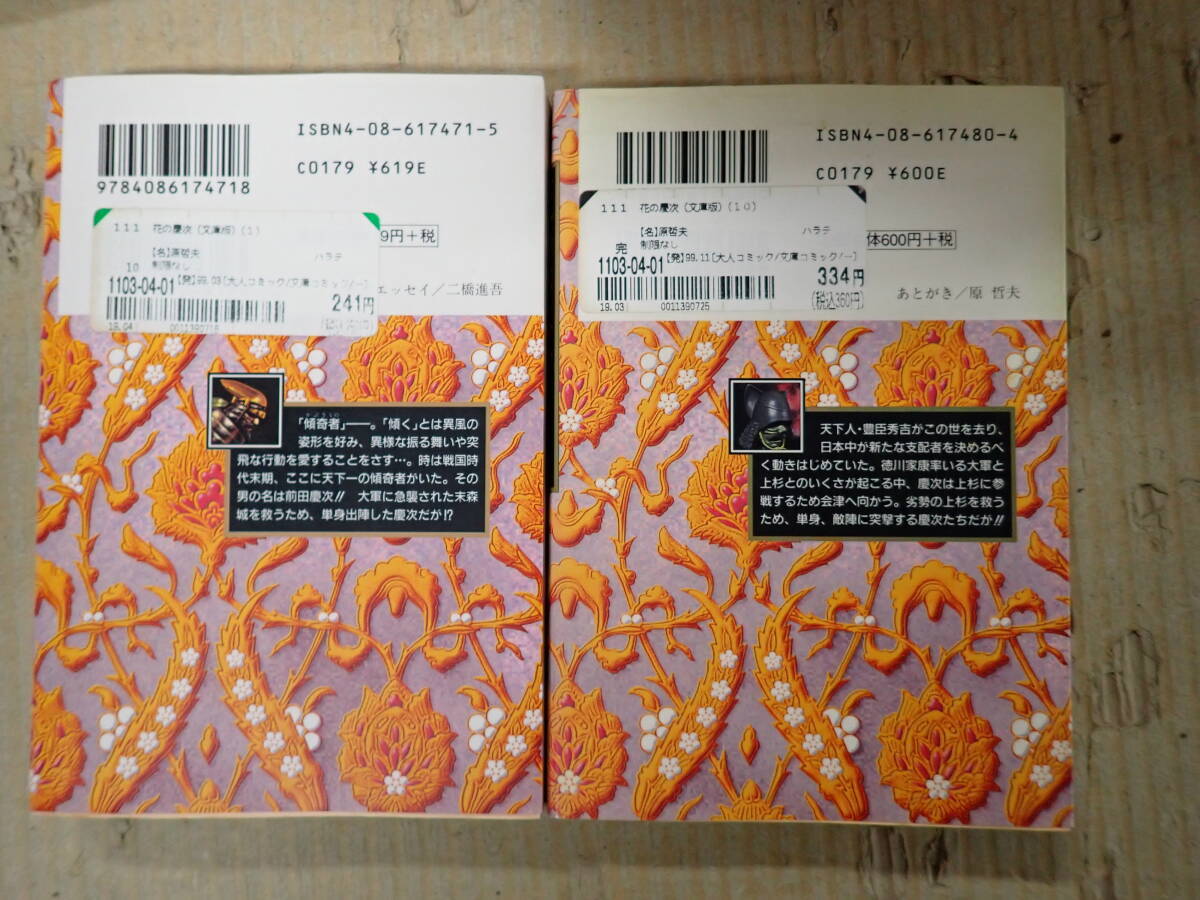 ISBN4-08-617471-5
C0179 ¥619E
9784086174718
111 花の慶次(文庫版)(1)
【名】原哲夫 ハラテ
制限なし
10
1103-04-01【発】99.03[大人コミック/文庫コミック/-]
241円
19.04 0011390718
9円+税
エッセイ/二橋進吾
「傾奇者」——。「傾く」とは異風の
姿形を好み、異様な振る舞いや突
飛な行動を愛することをさす…。時は戦国時
代末期、ここに天下一の傾奇者がいた。その
男の名は前田慶次!! 大軍に急襲された末森
城を救うため、単身出陣した慶次だが!?
ISBN4-08-617480-4
C0179 ¥600E
111 花の慶次(文庫版)(10)
【名】原哲夫 ハラテ
完 制限なし
1103-04-01【発】99.11[大人コミック/文庫コミック/-]
334円
19.03 0011390725 (税込360円)
体600円+税
あとがき/原 哲夫
天下人・豊臣秀吉がこの世を去り、
日本中が新たな支配者を決めるべ
く動きはじめていた。徳川家康率いる大軍と
上杉とのいくさが起こる中、慶次は上杉に参
戦するため会津へ向かう。劣勢の上杉を救う
ため、単身、敵陣に突撃する慶次たちだが!!